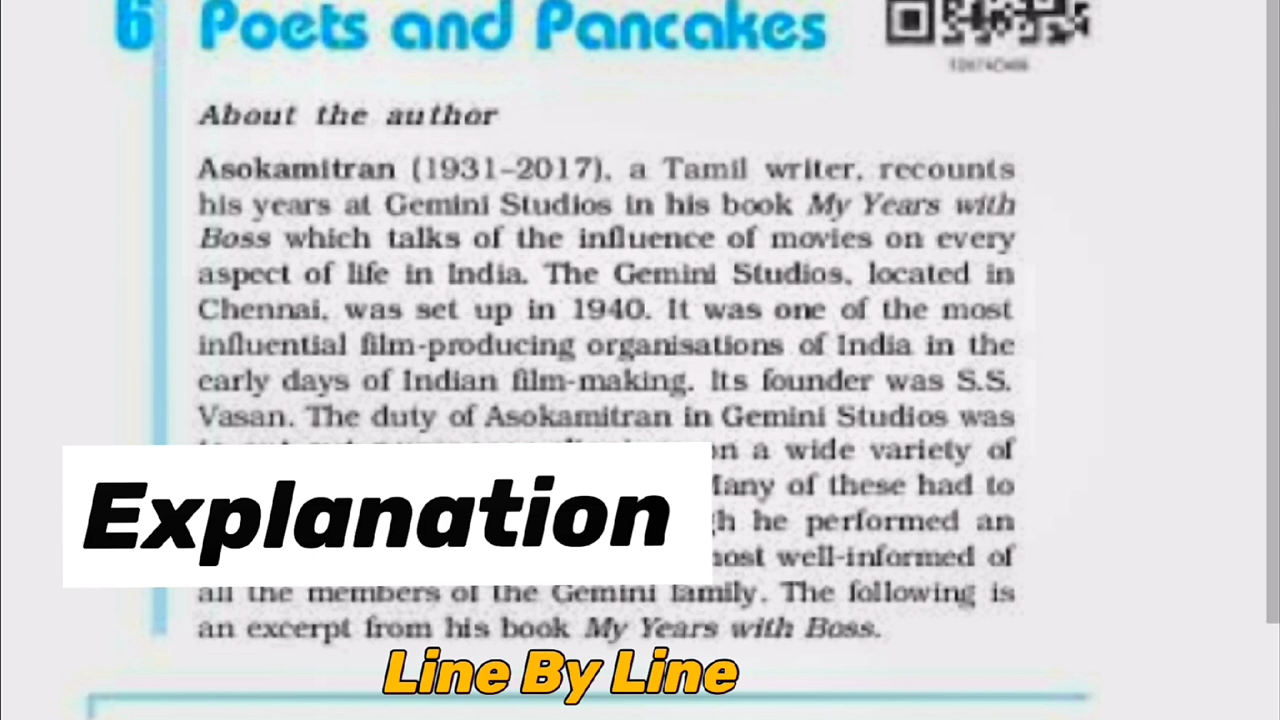 6 Poets and Pancakes
About the author
Asokamitran (1931–2017), a Tamil writer, recounts
his years at Gemini Studios in his book My Years with
Boss which talks of the influence of movies on every
aspect of life in India. The Gemini Studios, located in
Chennai, was set up in 1940. It was one of the most
influential film-producing organisations of India in the
early days of Indian film-making. Its founder was S.S.
Vasan. The duty of Asokamitran in Gemini Studios was
on a wide variety of
of these had to
he performed an
well-informed of
all the members of the Gemini family. The following is
an excerpt from his book My Years with Boss.
Explanation
Line By Line